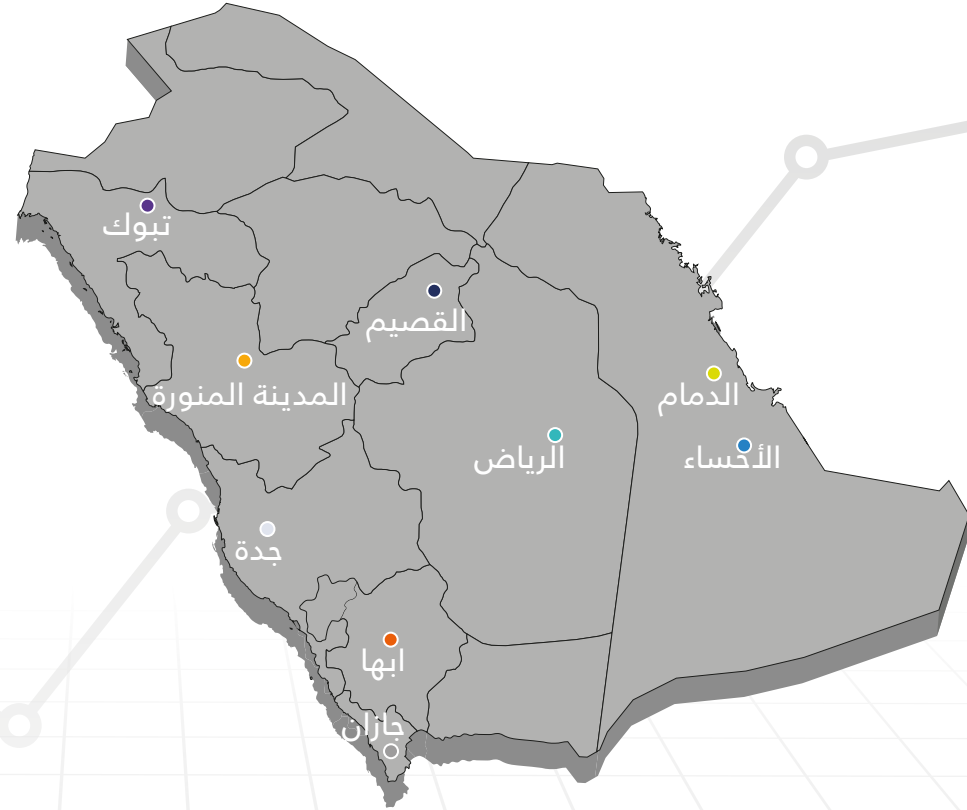 تبوك
القصيم
المدينة المنورة
الدمام
الرياض
الأحساء
جدة
ابها
جازان